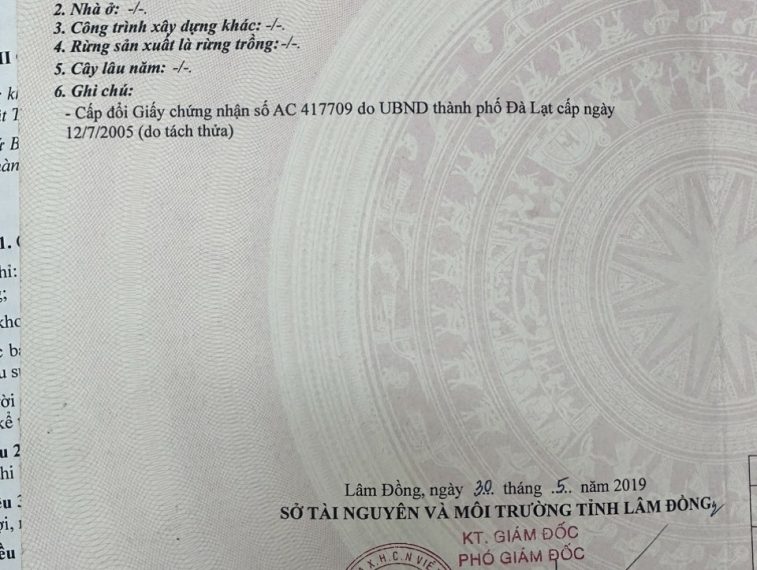 2. Nhà ở: -/-.
3. Công trình xây dựng khác: -/-.
4. Rừng sản xuất là rừng trồng: -/-.
5. Cây lâu năm: -/-.
6. Ghi chú:
- Cấp đổi Giấy chứng nhận số AC 417709 do UBND thành phố Đà Lạt cấp ngày
12/7/2005 (do tách thửa)
Lâm Đồng, ngày 30. tháng .5.. năm 2019
SỞ TÀI NGUYÊN VÀ MÔI TRƯỜNG TỈNH LÂM ĐỒNG
KT. GIÁM ĐỐC
PHÓ GIÁM ĐỐC
X.H.C.N VIỆ